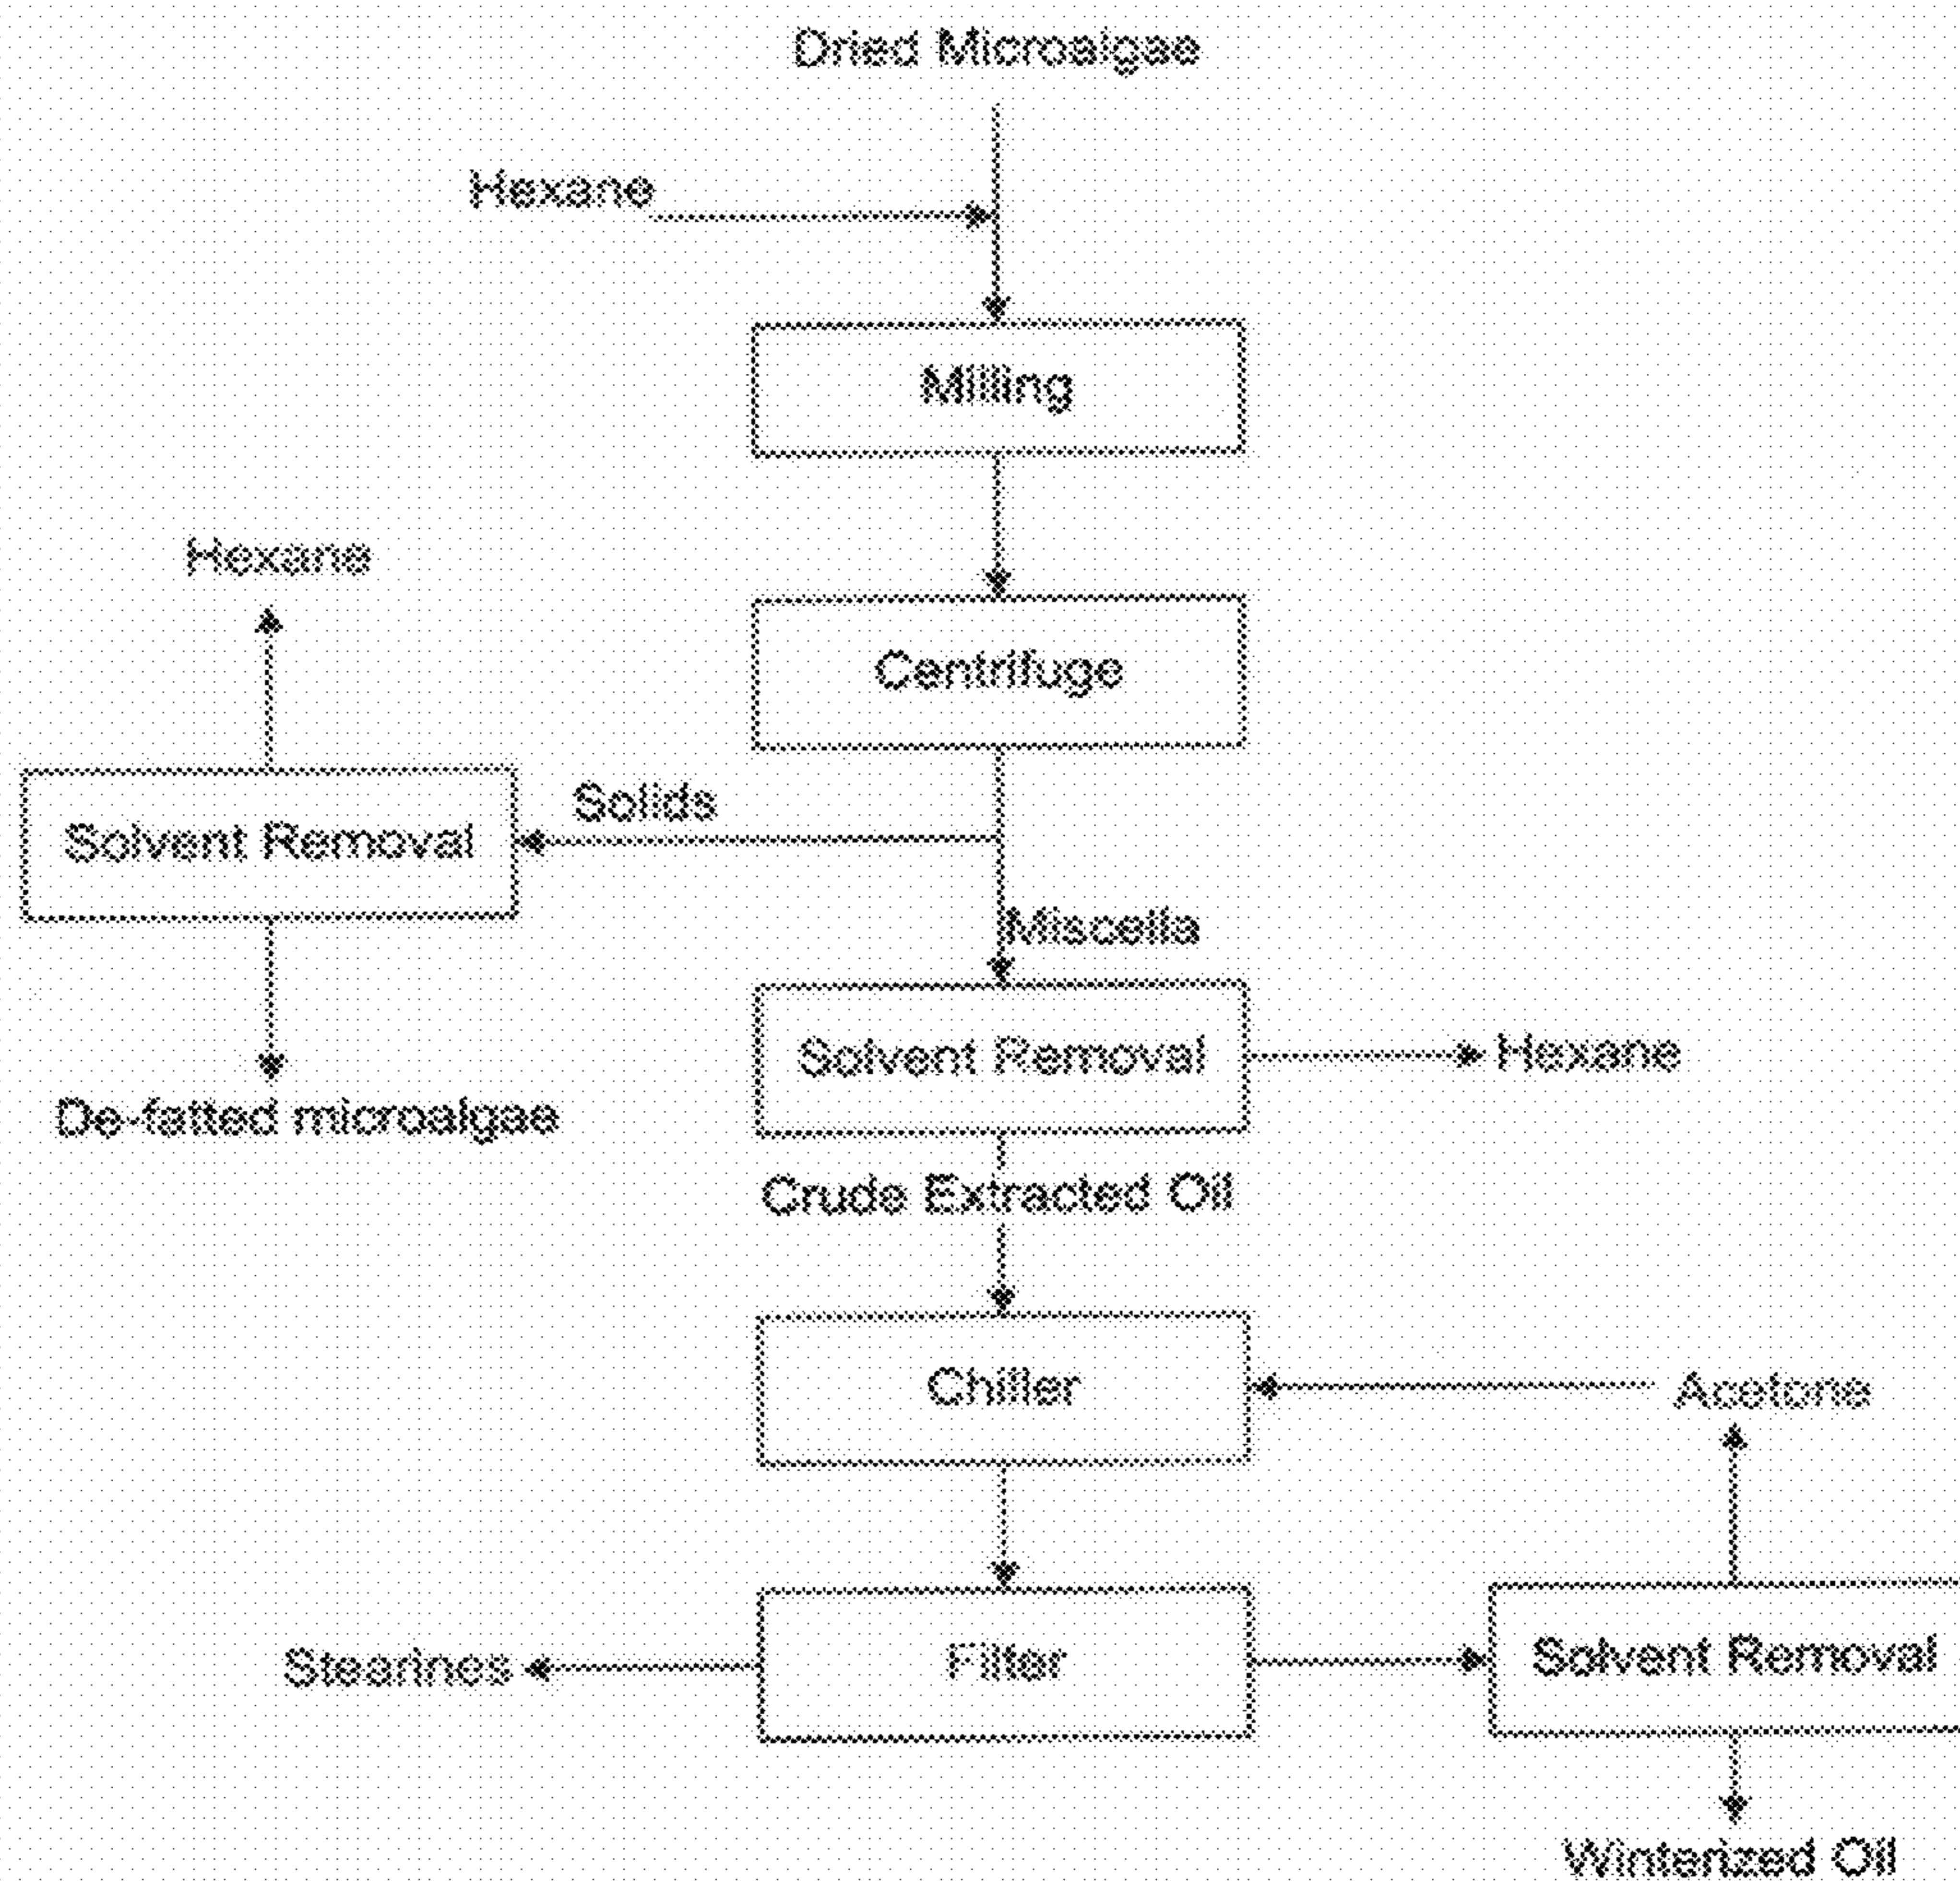 Dried Microalgae
Hexane
Milling
Hexane
Centrifuge
Solids
Solvent Removal
Miscella
Solvent Removal
Hexane
De-fatted microalgae
Crude Extracted Oil
Chiller
Acetone
Stearines
Filter
Solvent Removal
Winterized Oil